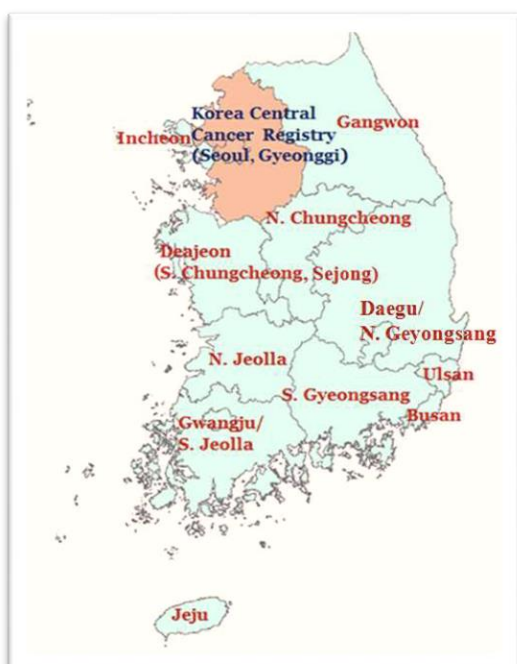 Korea Central
Cancer Registry
(Seoul, Gyeonggi)
Gangwon
Incheon
N. Chungcheong
Deajeon
(S. Chungcheong, Sejong)
Daegu/
N. Geyongsang
N. Jeolla
Ulsan
S. Gyeongsang
Busan
Gwangju/
S. Jeolla
Jeju